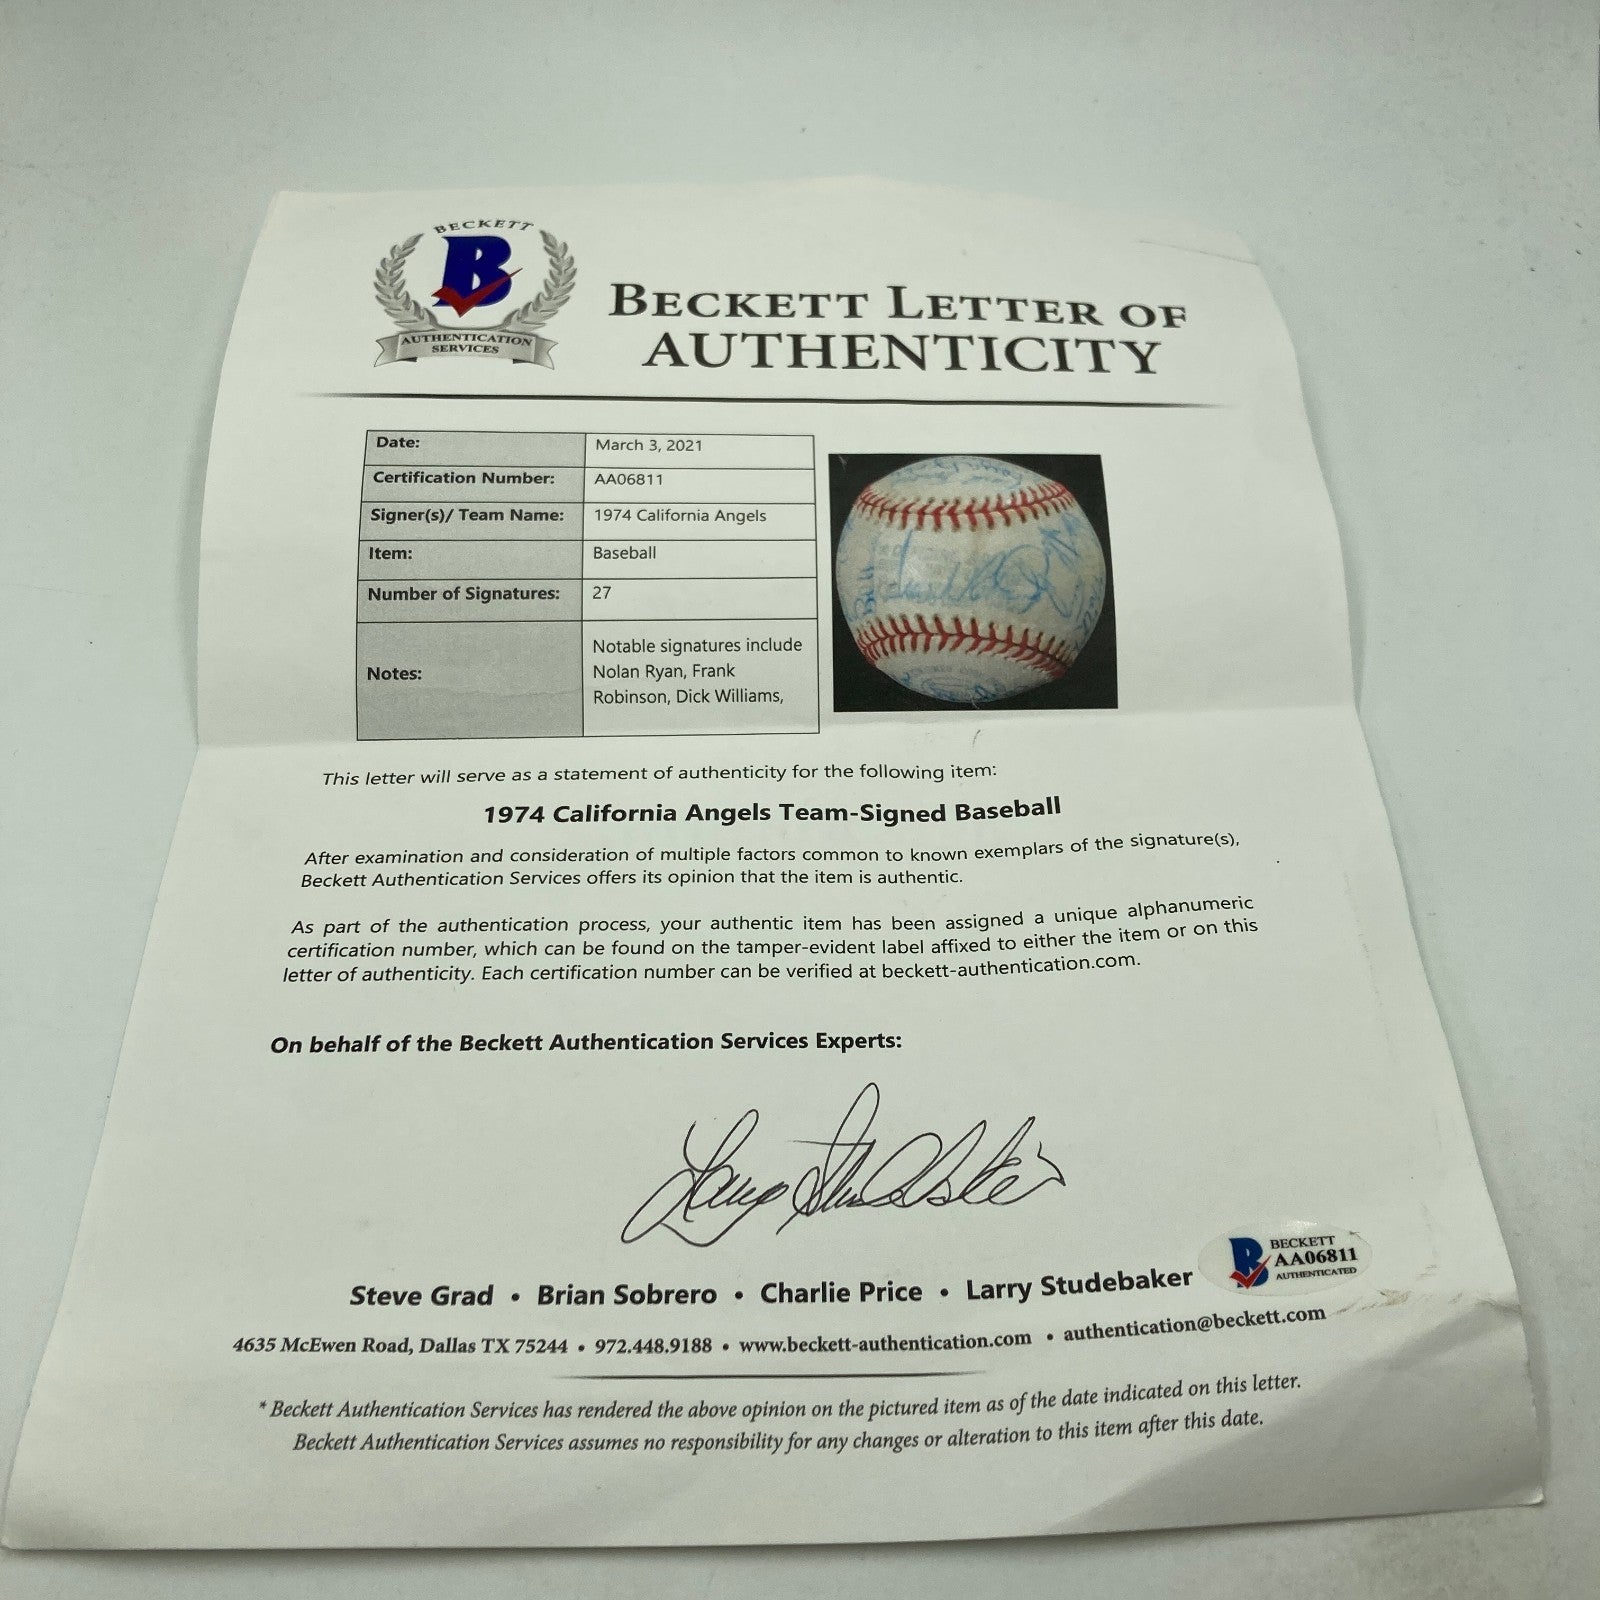 BECKETT
B
AUTHENTICATION
SERVICES
BECKETT LETTER OF
AUTHENTICITY
Date: March 3, 2021
Certification Number: AA06811
Signer(s)/ Team Name: 1974 California Angels
Item: Baseball
Number of Signatures: 27
Notes: Notable signatures include
Nolan Ryan, Frank
Robinson, Dick Williams,
This letter will serve as a statement of authenticity for the following item:
1974 California Angels Team-Signed Baseball
After examination and consideration of multiple factors common to known exemplars of the signature(s),
Beckett Authentication Services offers its opinion that the item is authentic.
As part of the authentication process, your authentic item has been assigned a unique alphanumeric
certification number, which can be found on the tamper-evident label affixed to either the item or on this
letter of authenticity. Each certification number can be verified at beckett-authentication.com.
On behalf of the Beckett Authentication Services Experts:
Larry Studebaker
BECKETT
B AA06811
AUTHENTICATED
Steve Grad • Brian Sobrero • Charlie Price • Larry Studebaker
4635 McEwen Road, Dallas TX 75244 • 972.448.9188 • www.beckett-authentication.com • authentication@beckett.com
* Beckett Authentication Services has rendered the above opinion on the pictured item as of the date indicated on this letter.
Beckett Authentication Services assumes no responsibility for any changes or alteration to this item after this date.